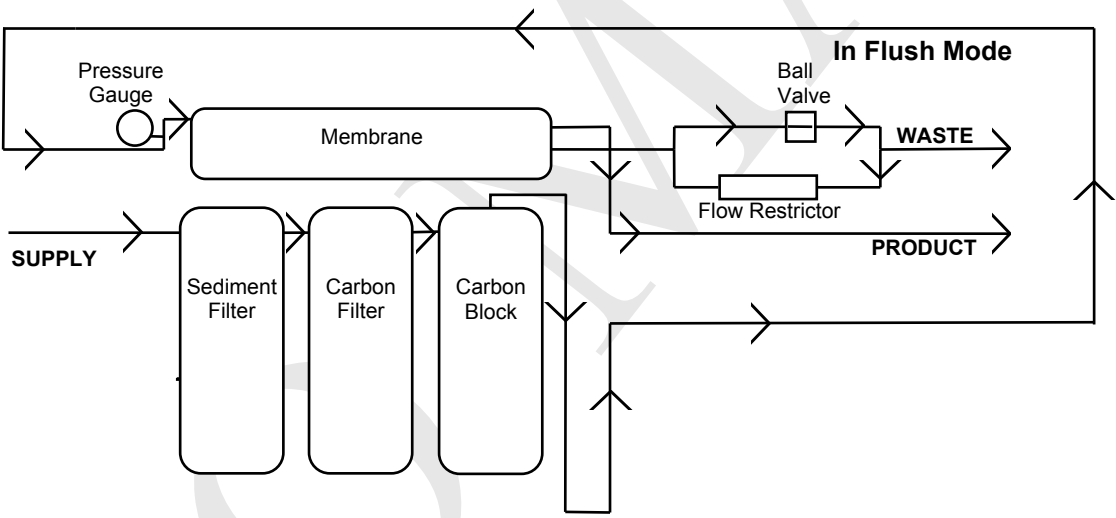 In Flush Mode
Pressure
Gauge
Ball
Valve
Membrane
WASTE
Flow Restrictor
SUPPLY
PRODUCT
Sediment
Filter
Carbon
Filter
Carbon
Block